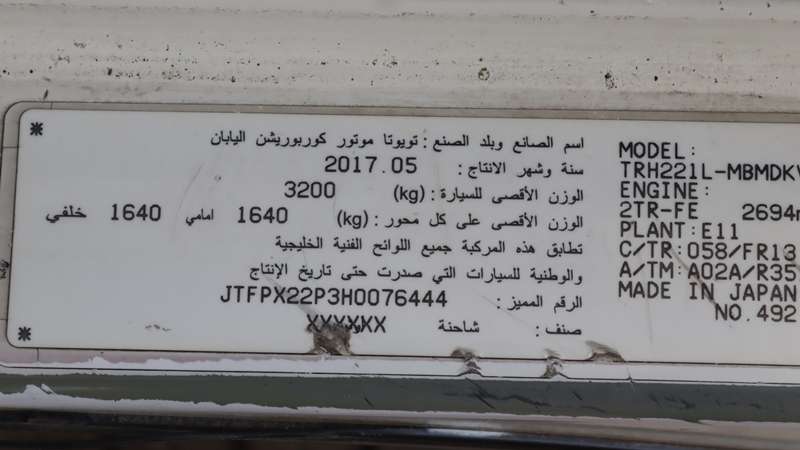 اسم الصانع وبلد الصنع : تويوتا موتور كوربوريشن اليابان
سنة وشهر الانتاج : 2017.05
الوزن الأقصى للسيارة : (kg) 3200
الوزن الأقصى على كل محور : (kg) 1640 امامي 1640 خلفي
تطابق هذه المركبة جميع اللوائح الفنية الخليجية
والوطنية للسيارات التي صدرت حتى تاريخ الإنتاج
الرقم المميز : JTFPX22P3H0076444
صنف : شاحنة XXXXXX
MODEL:
TRH221L-MBMDKV
ENGINE:
2TR-FE 2694m
PLANT:E11
C/TR:058/FR13
A/TM:A02A/R35
MADE IN JAPAN
NO.492